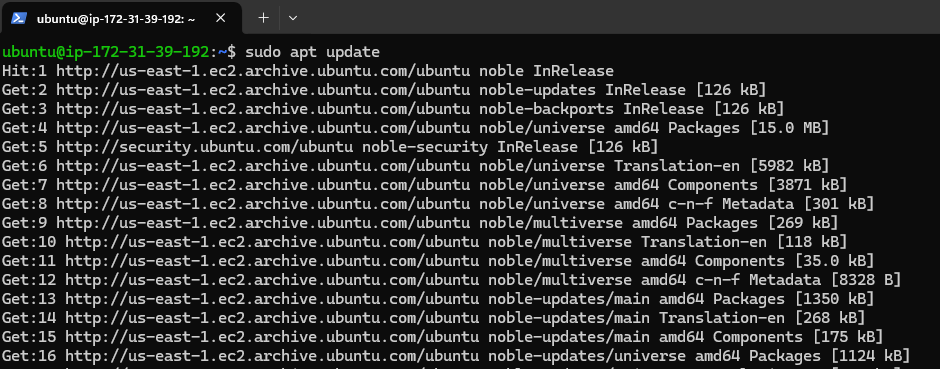 ubuntu@ip-172-31-39-192: ~
ubuntu@ip-172-31-39-192:~$ sudo apt update
Hit:1 http://us-east-1.ec2.archive.ubuntu.com/ubuntu noble InRelease
Get:2 http://us-east-1.ec2.archive.ubuntu.com/ubuntu noble-updates InRelease [126 kB]
Get:3 http://us-east-1.ec2.archive.ubuntu.com/ubuntu noble-backports InRelease [126 kB]
Get:4 http://us-east-1.ec2.archive.ubuntu.com/ubuntu noble/universe amd64 Packages [15.0 MB]
Get:5 http://security.ubuntu.com/ubuntu noble-security InRelease [126 kB]
Get:6 http://us-east-1.ec2.archive.ubuntu.com/ubuntu noble/universe Translation-en [5982 kB]
Get:7 http://us-east-1.ec2.archive.ubuntu.com/ubuntu noble/universe amd64 Components [3871 kB]
Get:8 http://us-east-1.ec2.archive.ubuntu.com/ubuntu noble/universe amd64 c-n-f Metadata [301 kB]
Get:9 http://us-east-1.ec2.archive.ubuntu.com/ubuntu noble/multiverse amd64 Packages [269 kB]
Get:10 http://us-east-1.ec2.archive.ubuntu.com/ubuntu noble/multiverse Translation-en [118 kB]
Get:11 http://us-east-1.ec2.archive.ubuntu.com/ubuntu noble/multiverse amd64 Components [35.0 kB]
Get:12 http://us-east-1.ec2.archive.ubuntu.com/ubuntu noble/multiverse amd64 c-n-f Metadata [8328 B]
Get:13 http://us-east-1.ec2.archive.ubuntu.com/ubuntu noble-updates/main amd64 Packages [1350 kB]
Get:14 http://us-east-1.ec2.archive.ubuntu.com/ubuntu noble-updates/main Translation-en [268 kB]
Get:15 http://us-east-1.ec2.archive.ubuntu.com/ubuntu noble-updates/main amd64 Components [175 kB]
Get:16 http://us-east-1.ec2.archive.ubuntu.com/ubuntu noble-updates/universe amd64 Packages [1124 kB]